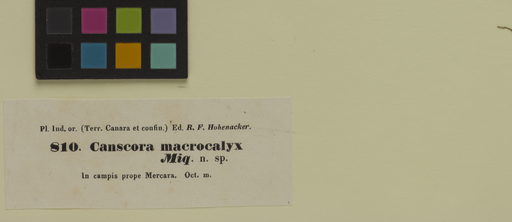 Pl. Ind. or. (Terr. Canara et confin.) Ed. R. F. Hohenacker.
810. Canscora macrocalyx
Miq. n. sp.
In campis prope Mercara. Oct. m.